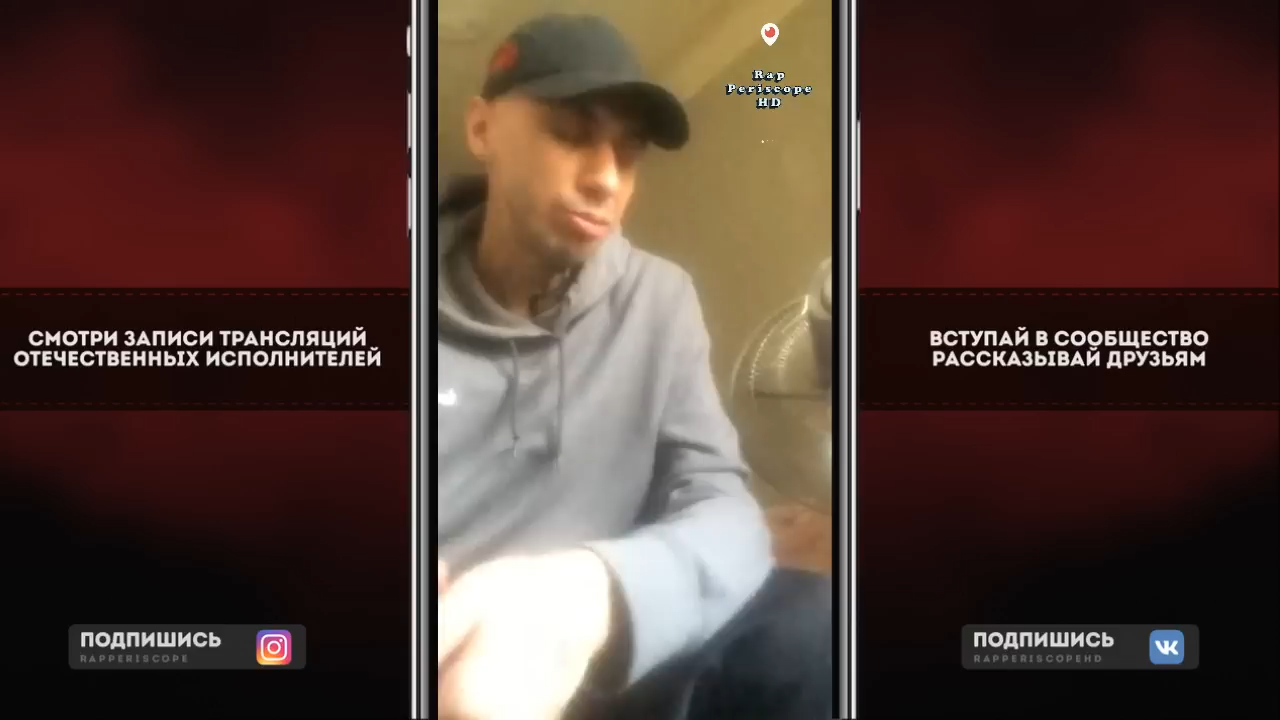 Rap
Periscope
HD
СМОТРИ ЗАПИСИ ТРАНСЛЯЦИЙ
ОТЕЧЕСТВЕННЫХ ИСПОЛНИТЕЛЕЙ
ВСТУПАЙ В СООБЩЕСТВО
РАССКАЗЫВАЙ ДРУЗЬЯМ
ПОДПИШИСЬ
RAPPERISCOPE
ПОДПИШИСЬ
RAPPERISCOPEHD